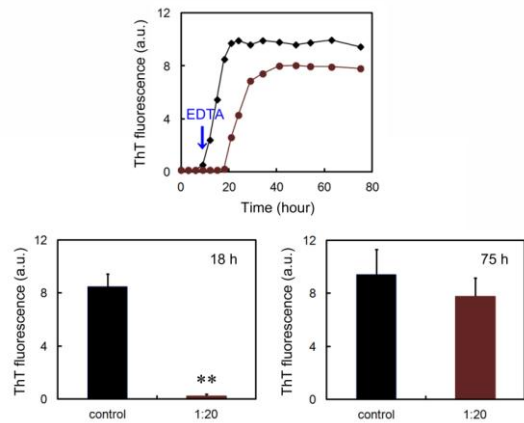 ThT fluorescence (a.u.)
12
8
4
0
EDTA
0 20 40 60 80
Time (hour)
ThT fluorescence (a.u.)
12
8
4
0
18 h
**
control 1:20
ThT fluorescence (a.u.)
12
8
4
0
75 h
control 1:20